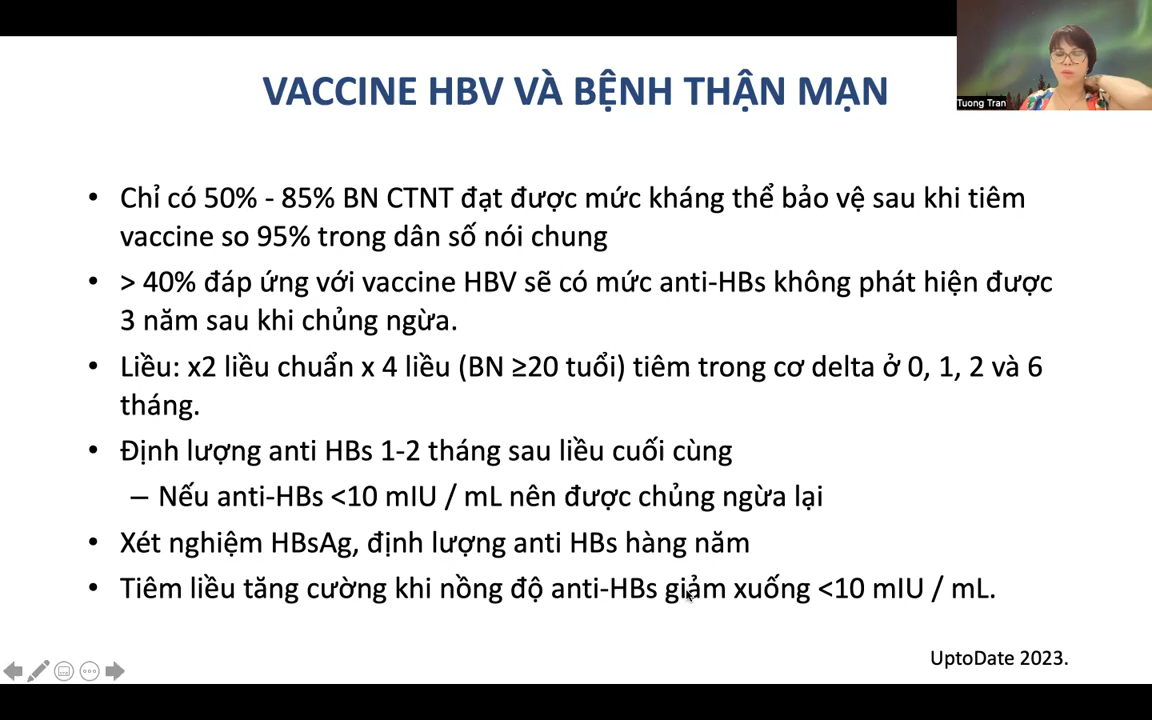 VACCINE HBV VÀ BỆNH THẬN MẠN
Tuong Tran
• Chỉ có 50% - 85% BN CTNT đạt được mức kháng thể bảo vệ sau khi tiêm
vaccine so 95% trong dân số nói chung
• > 40% đáp ứng với vaccine HBV sẽ có mức anti-HBs không phát hiện được
3 năm sau khi chủng ngừa.
• Liều: x2 liều chuẩn x 4 liều (BN ≥20 tuổi) tiêm trong cơ delta ở 0, 1, 2 và 6
tháng.
• Định lượng anti HBs 1-2 tháng sau liều cuối cùng
– Nếu anti-HBs <10 mIU / mL nên được chủng ngừa lại
• Xét nghiệm HBsAg, định lượng anti HBs hàng năm
• Tiêm liều tăng cường khi nồng độ anti-HBs giảm xuống <10 mIU / mL.
UptoDate 2023.